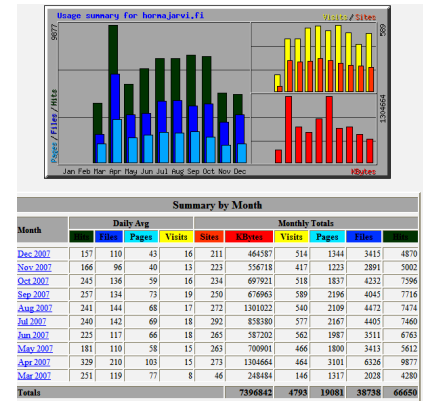 Usage summary for hormajarvi.fi
Visits/Sites
9877
589
Pages/Files/Hits
1304664
Jan Feb Mar Apr May Jun Jul Aug Sep Oct Nov Dec
KBytes
Summary by Month
Month Daily Avg Monthly Totals
Hits Files Pages Visits Sites KBytes Visits Pages Files Hits
Dec 2007 157 110 43 16 211 464587 514 1344 3415 4870
Nov 2007 166 96 40 13 223 556718 417 1223 2891 5002
Oct 2007 245 136 59 16 234 697921 518 1837 4232 7596
Sep 2007 257 134 73 19 250 676963 589 2196 4045 7716
Aug 2007 241 144 68 17 272 1301022 540 2109 4472 7474
Jul 2007 240 142 69 18 292 858380 577 2167 4405 7460
Jun 2007 225 117 66 18 265 587202 562 1987 3511 6763
May 2007 181 110 58 15 263 700901 466 1800 3413 5612
Apr 2007 329 210 103 15 273 1304664 464 3101 6326 9877
Mar 2007 251 119 77 8 46 248484 146 1317 2028 4280
Totals 7396842 4793 19081 38738 66650